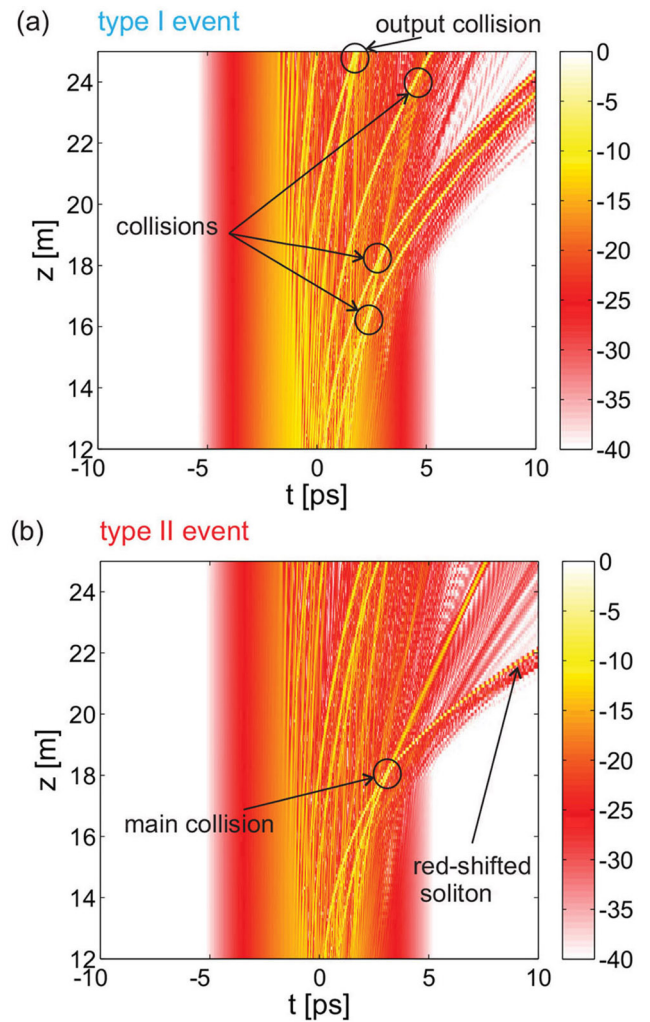 (a) type I event
output collision
24
22
20
18
16
14
12
z [m]
collisions
-10 -5 0 5 10
t [ps]
0
-5
-10
-15
-20
-25
-30
-35
-40
(b) type II event
24
22
20
18
16
14
12
z [m]
main collision
red-shifted
soliton
-10 -5 0 5 10
t [ps]
0
-5
-10
-15
-20
-25
-30
-35
-40